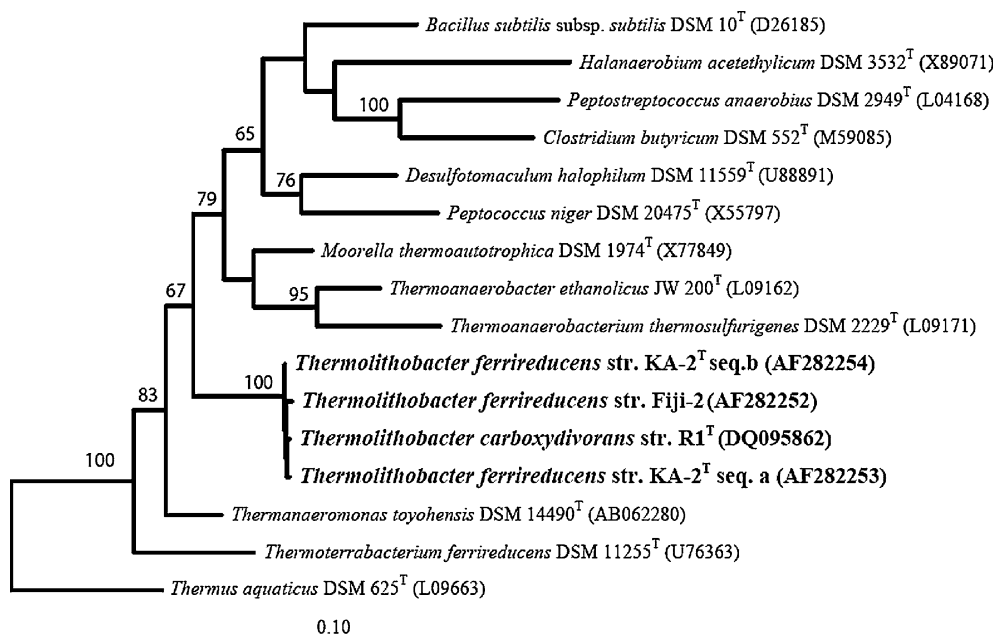 Bacillus subtilis subsp. subtilis DSM 10T (D26185)
Halanaerobium acetethylicum DSM 3532T (X89071)
Peptostreptococcus anaerobius DSM 2949T (L04168)
100
Clostridium butyricum DSM 552T (M59085)
65
Desulfotomaculum halophilum DSM 11559T (U88891)
76
Peptococcus niger DSM 20475T (X55797)
79
Moorella thermoautotrophica DSM 1974T (X77849)
Thermoanaerobacter ethanolicus JW 200T (L09162)
67
95
Thermoanaerobacterium thermosulfurigenes DSM 2229T (L09171)
Thermolithobacter ferrireducens str. KA-2T seq.b (AF282254)
100
Thermolithobacter ferrireducens str. Fiji-2 (AF282252)
83
Thermolithobacter carboxydivorans str. R1T (DQ095862)
100
Thermolithobacter ferrireducens str. KA-2T seq. a (AF282253)
Thermanaeromonas toyohensis DSM 14490T (AB062280)
Thermoterrabacterium ferrireducens DSM 11255T (U76363)
Thermus aquaticus DSM 625T (L09663)
0.10